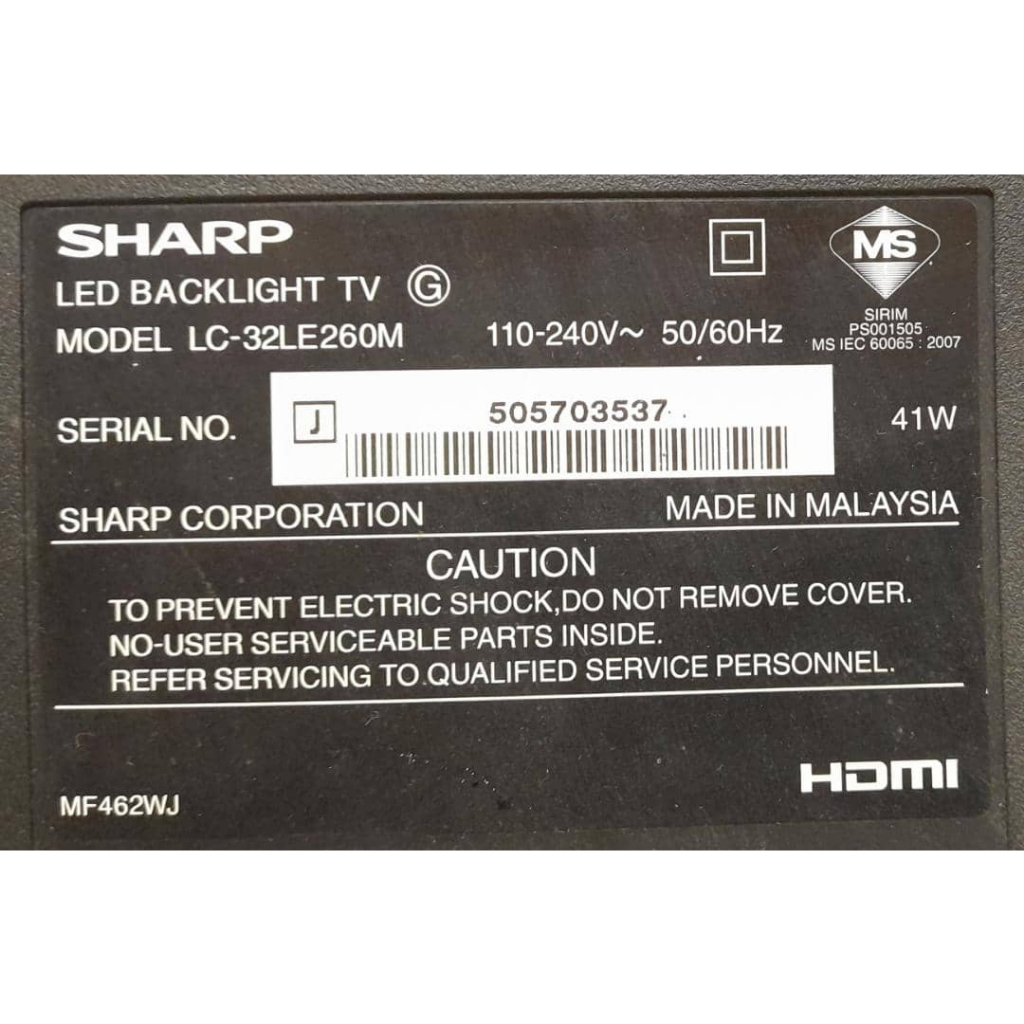 SHARP
LED BACKLIGHT TV G
MODEL LC-32LE260M 110-240V~ 50/60Hz
MS
SIRIM
PS001505
MS IEC 60065 : 2007
SERIAL NO. J 505703537 41W
SHARP CORPORATION MADE IN MALAYSIA
CAUTION
TO PREVENT ELECTRIC SHOCK,DO NOT REMOVE COVER.
NO-USER SERVICEABLE PARTS INSIDE.
REFER SERVICING TO QUALIFIED SERVICE PERSONNEL.
HDMI
MF462WJ